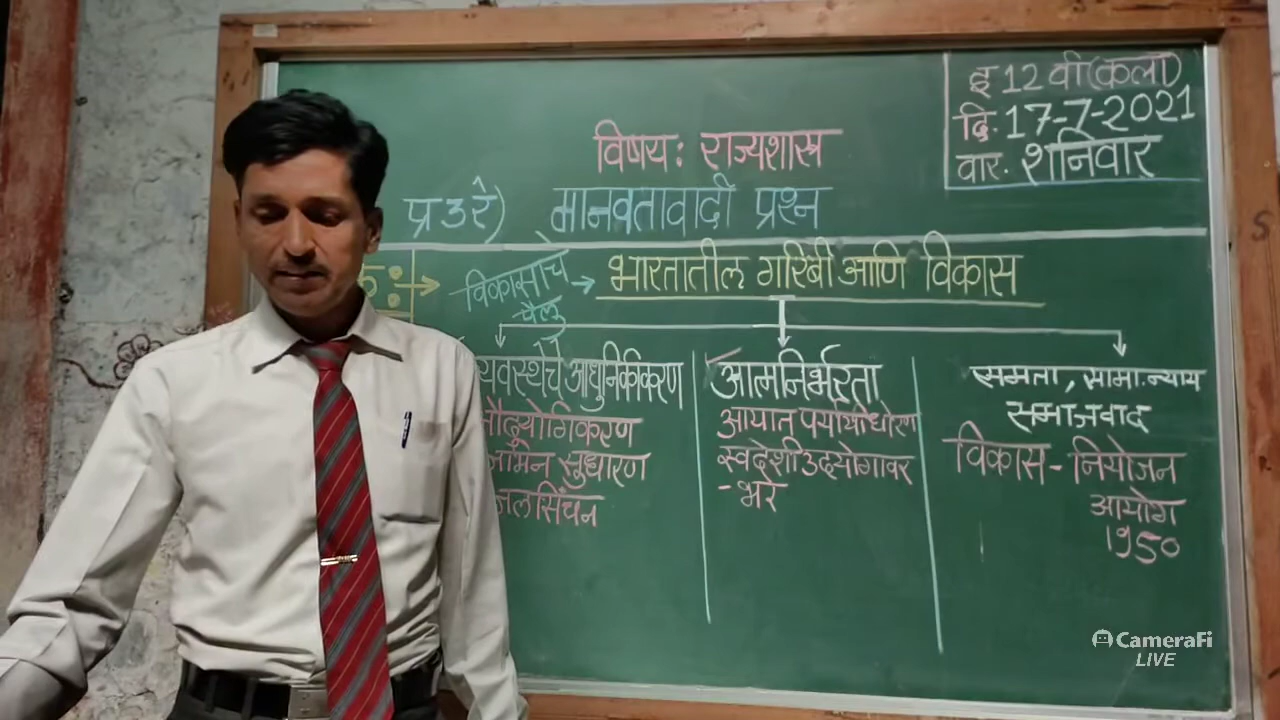 इ 12 वी (कला)
दि: 17-7-2021
वार: शनिवार
विषय: राज्यशास्त्र
प्र 3 रे) मानवतावादी प्रश्न
विकासाचे पैलू → भारतातील गरिबी आणि विकास
व्यवस्थेचे आधुनिकिकरण
औद्योगिकरण
जमिन सुधारण
जलसिंचन
आत्मनिर्भरता
आयात पर्यायी धोरण
स्वदेशी उद्योगावर
- भर
समता, सामा. न्याय
समाजवाद
विकास - नियोजन
आयोग
१९५०
CameraFi
LIVE